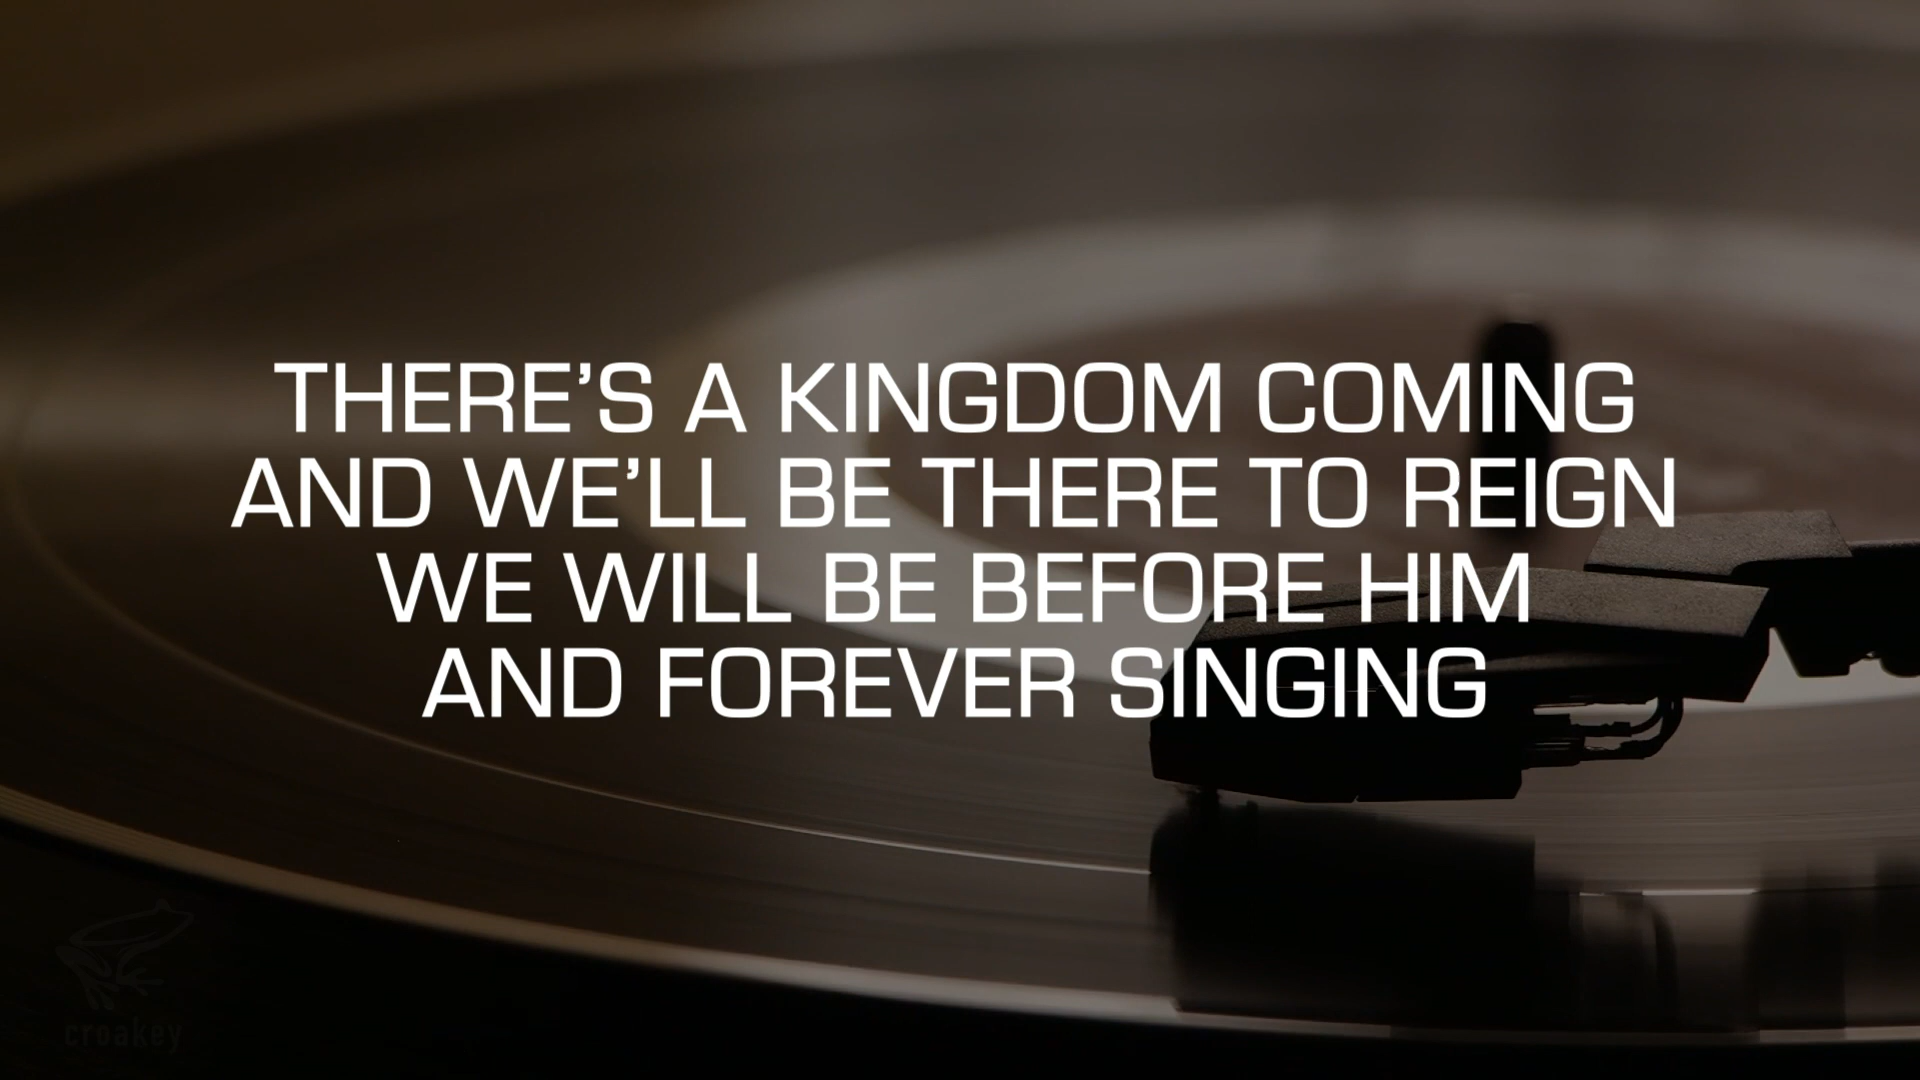 THERE’S A KINGDOM COMING
AND WE’LL BE THERE TO REIGN
WE WILL BE BEFORE HIM
AND FOREVER SINGING
croakey